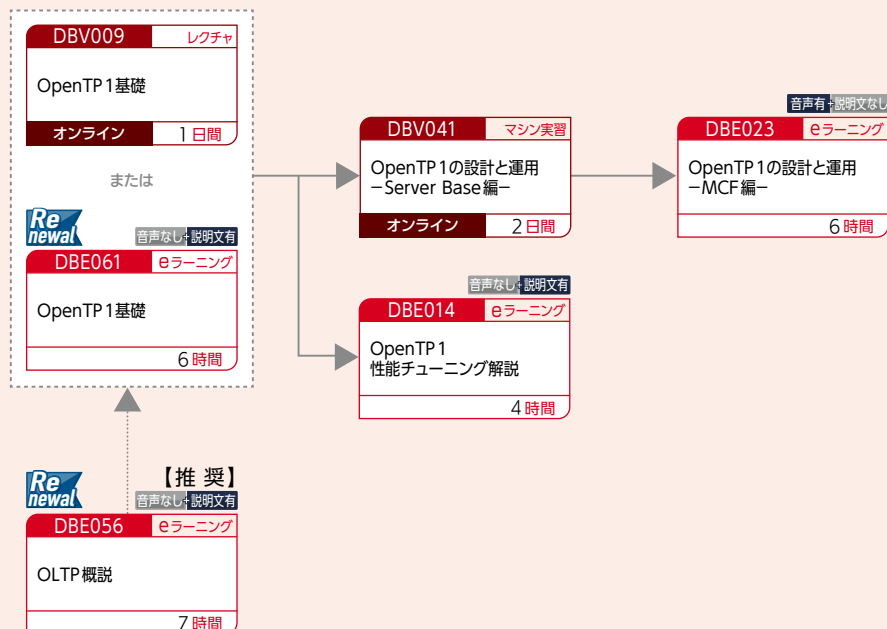 DBV009 レクチャ
OpenTP1基礎
オンライン 1日間
または
Re
newal
音声なし+説明文有
DBE061 eラーニング
OpenTP1基礎
6時間
DBV041 マシン実習
OpenTP1の設計と運用
−Server Base編−
オンライン 2日間
音声有+説明文なし
DBE023 eラーニング
OpenTP1の設計と運用
−MCF編−
6時間
音声なし+説明文有
DBE014 eラーニング
OpenTP1
性能チューニング解説
4時間
Re
newal
【推 奨】
音声なし+説明文有
DBE056 eラーニング
OLTP概説
7時間